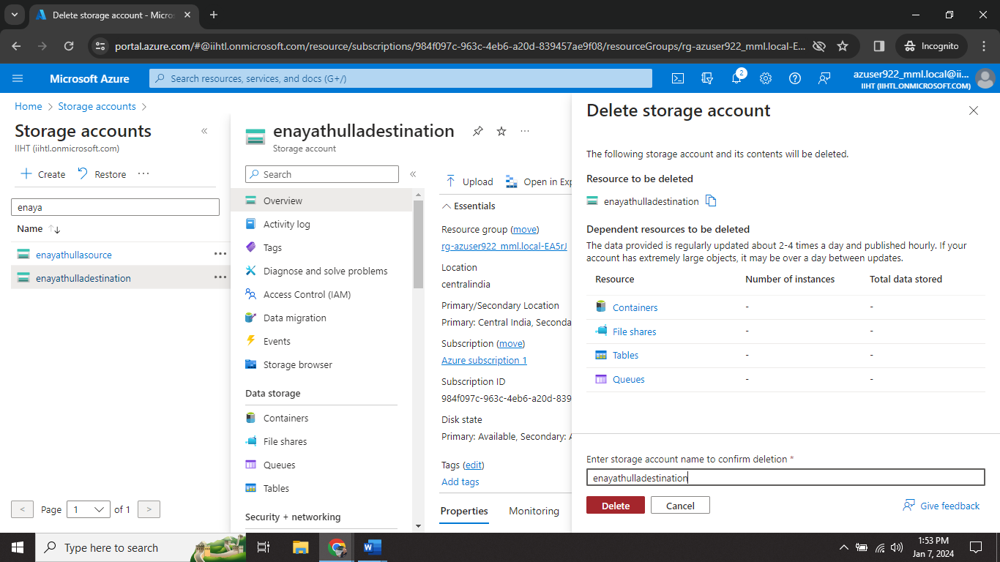 Delete storage account - Micros
portal.azure.com/#@iihtl.onmicrosoft.com/resource/subscriptions/984f097c-963c-4eb6-a20d-839457ae9f08/resourceGroups/rg-azuser922_mml.local-E...
Incognito
Microsoft Azure
Search resources, services, and docs (G+/)
2
azuser922_mml.local@ii...
IIHT (IIHTL.ONMICROSOFT.COM)
Home > Storage accounts >
Storage accounts
IIHT (iihtl.onmicrosoft.com)
Create
Restore
enaya
Name
enayathullasource
enayathulladestination
< Page 1 of 1 >
enayathulladestination
Storage account
Search
Overview
Activity log
Tags
Diagnose and solve problems
Access Control (IAM)
Data migration
Events
Storage browser
Data storage
Containers
File shares
Queues
Tables
Security + networking
Upload
Open in Exp
Essentials
Resource group (move)
rg-azuser922_mml.local-EA5rJ
Location
centralindia
Primary/Secondary Location
Primary: Central India, Seconda
Subscription (move)
Azure subscription 1
Subscription ID
984f097c-963c-4eb6-a20d-839
Disk state
Primary: Available, Secondary: A
Tags (edit)
Add tags
Properties
Monitoring
Delete storage account
The following storage account and its contents will be deleted.
Resource to be deleted
enayathulladestination
Dependent resources to be deleted
The data provided is regularly updated about 2-4 times a day and published hourly. If your
account has extremely large objects, it may be over a day between updates.
Resource Number of instances Total data stored
Containers - -
File shares - -
Tables - -
Queues - -
Enter storage account name to confirm deletion *
enayathulladestination
Delete
Cancel
Give feedback
Type here to search
1:53 PM
Jan 7, 2024